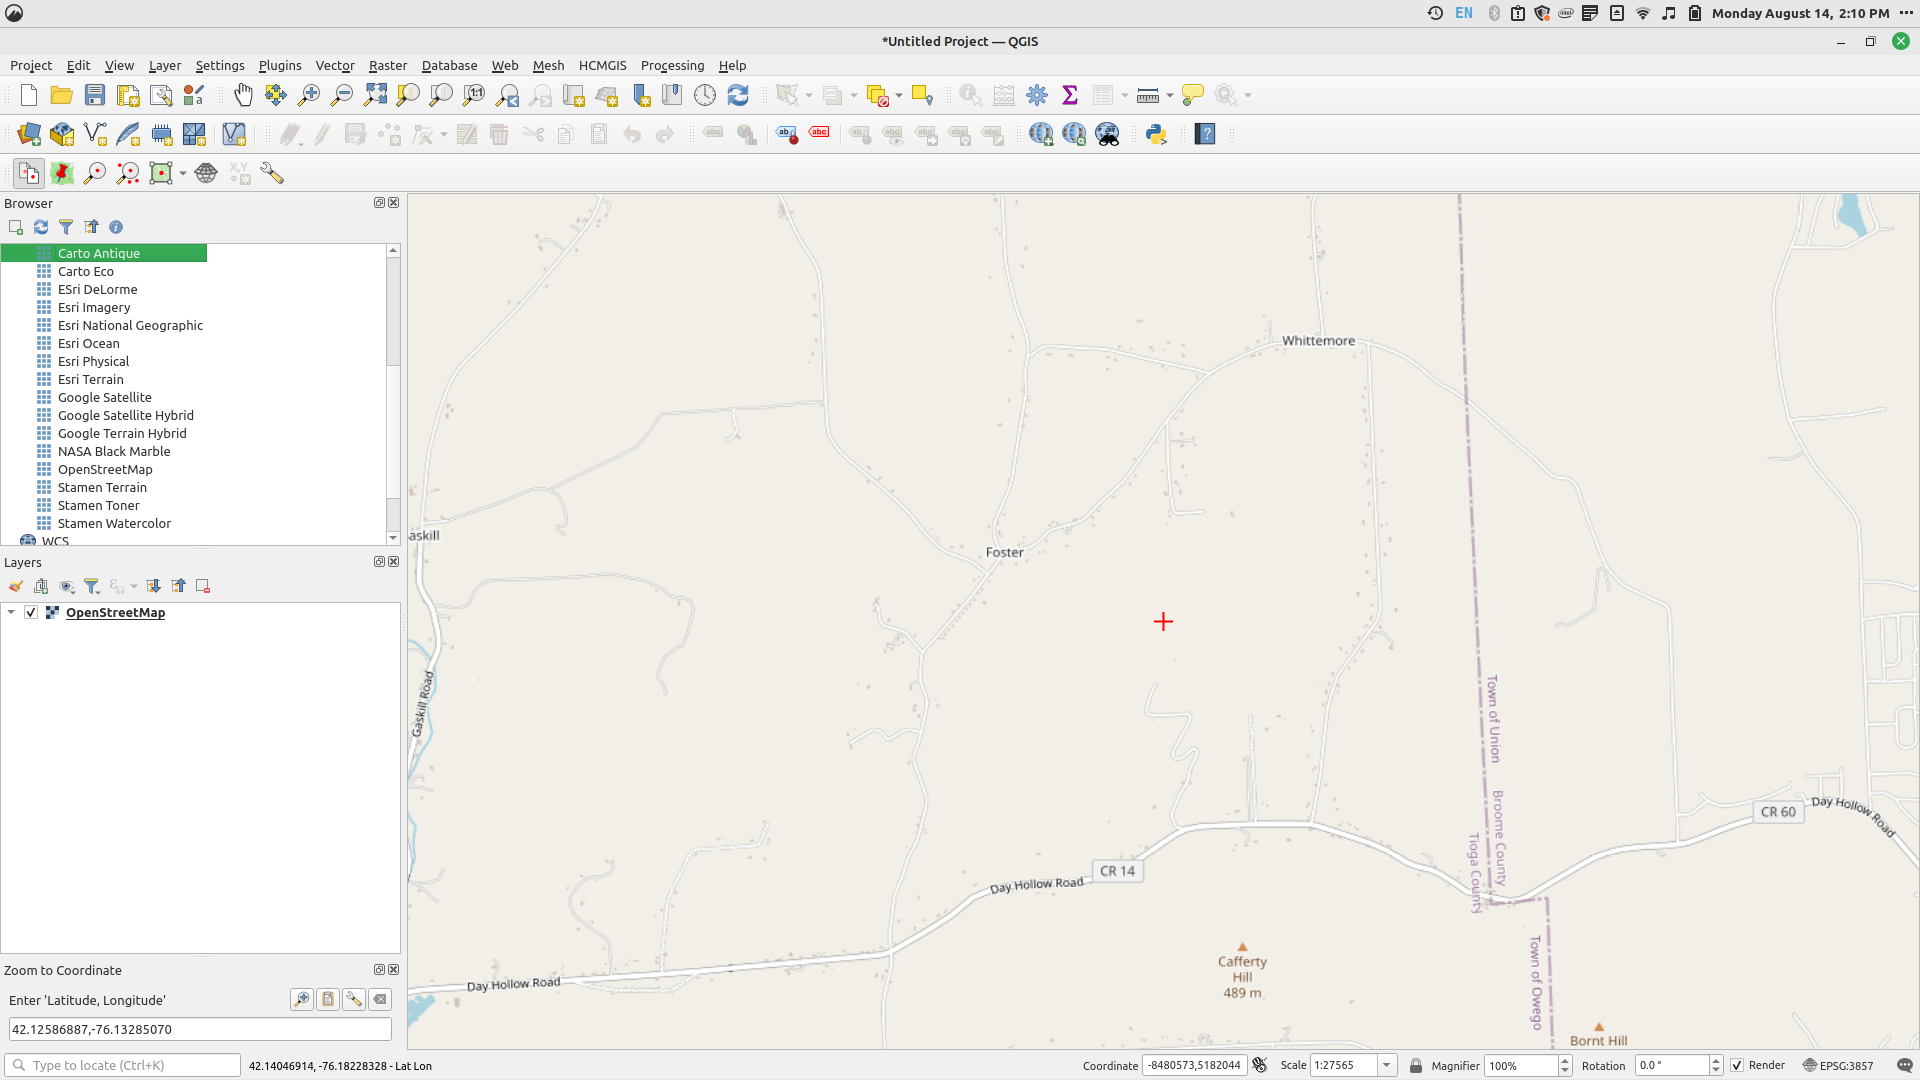 EN
Monday August 14, 2:10 PM
*Untitled Project — QGIS
Project Edit View Layer Settings Plugins Vector Raster Database Web Mesh HCMGIS Processing Help
Browser
Carto Antique
Carto Eco
ESri DeLorme
Esri Imagery
Esri National Geographic
Esri Ocean
Esri Physical
Esri Terrain
Google Satellite
Google Satellite Hybrid
Google Terrain Hybrid
NASA Black Marble
OpenStreetMap
Stamen Terrain
Stamen Toner
Stamen Watercolor
WCS
Layers
OpenStreetMap
Zoom to Coordinate
Enter 'Latitude, Longitude'
42.12586887,-76.13285070
Whittemore
Foster
askill
Gaskill Road
Town of Union
Broome County
Tioga County
CR 60
Day Hollow Road
CR 14
Day Hollow Road
Day Hollow Road
Cafferty
Hill
489 m
Town of Owego
Bornt Hill
Type to locate (Ctrl+K)
42.14046914, -76.18228328 - Lat Lon
Coordinate -8480573,5182044
Scale 1:27565
Magnifier 100%
Rotation 0.0 °
Render
EPSG:3857